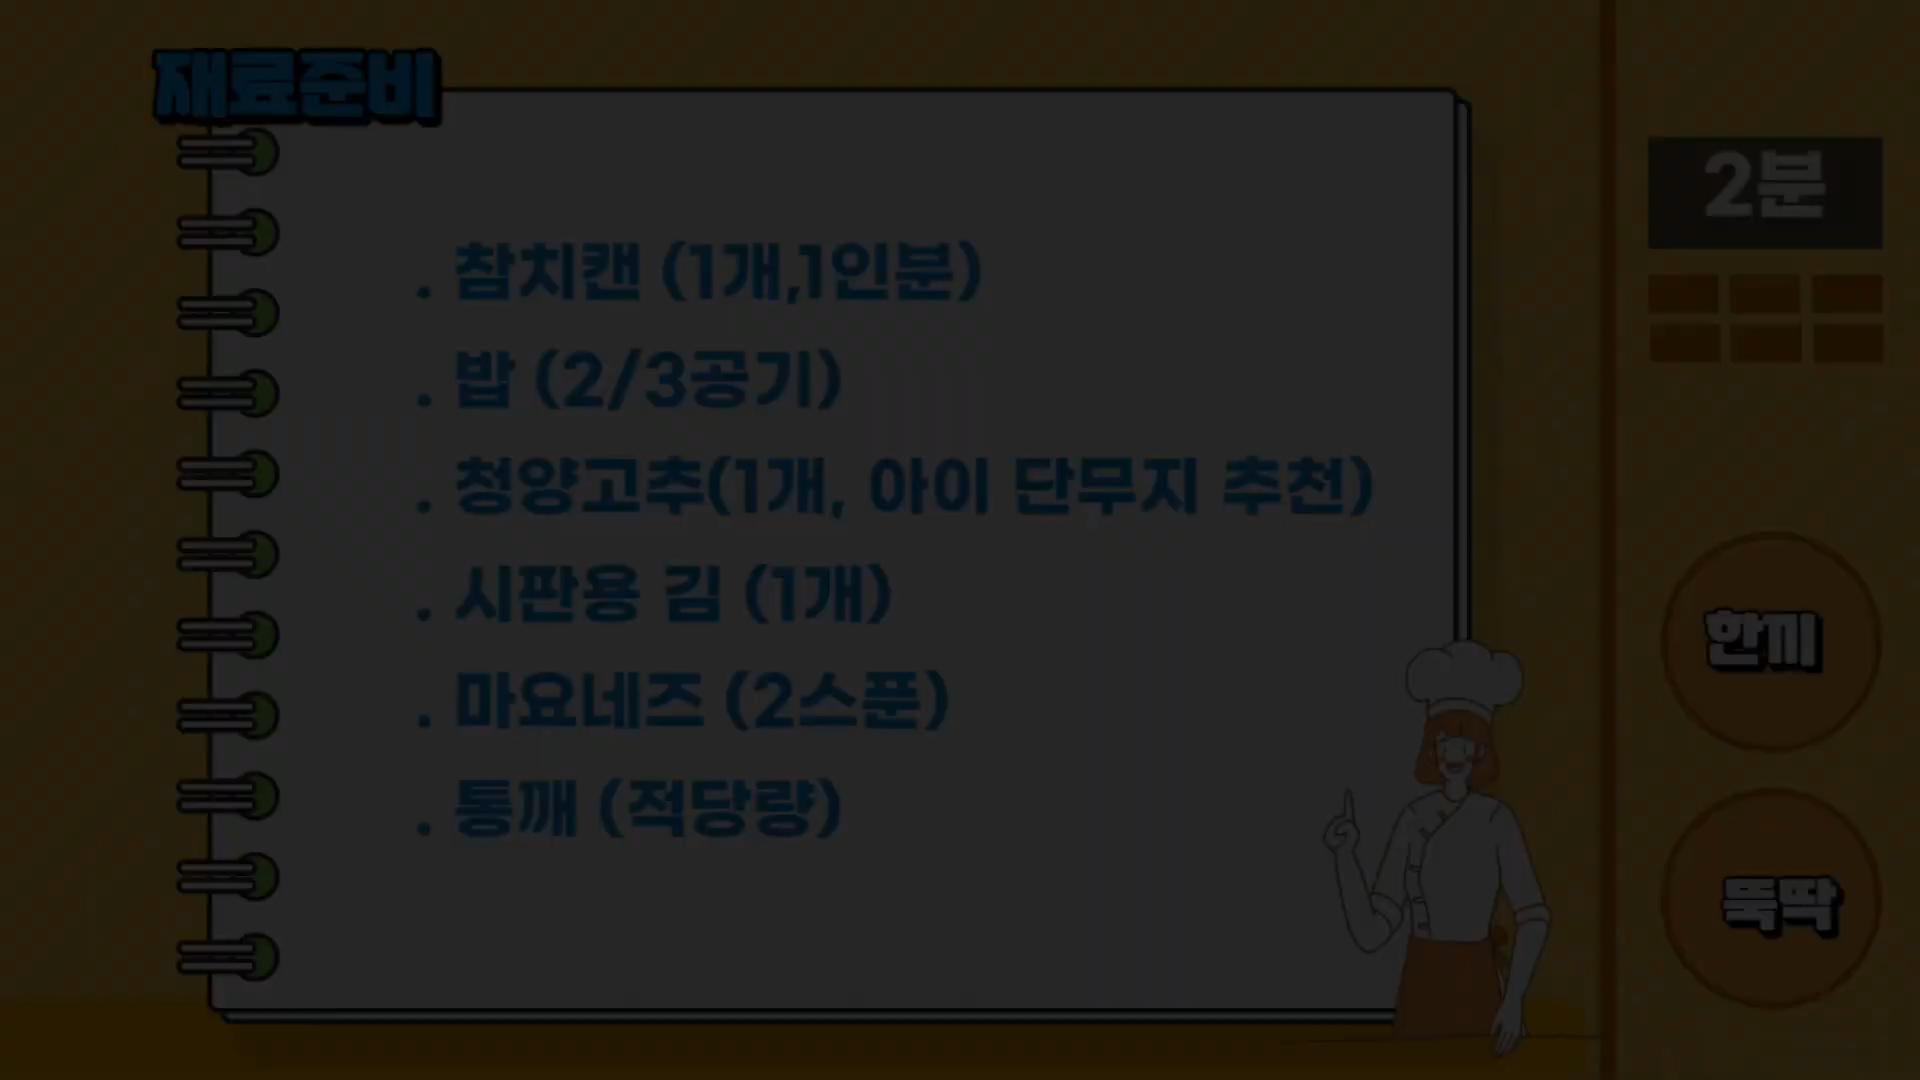 재료준비
. 참치캔 (1개,1인분)
. 밥 (2/3공기)
. 청양고추(1개, 아이 단무지 추천)
. 시판용 김 (1개)
. 마요네즈 (2스푼)
. 통깨 (적당량)
2분
한끼
뚝딱